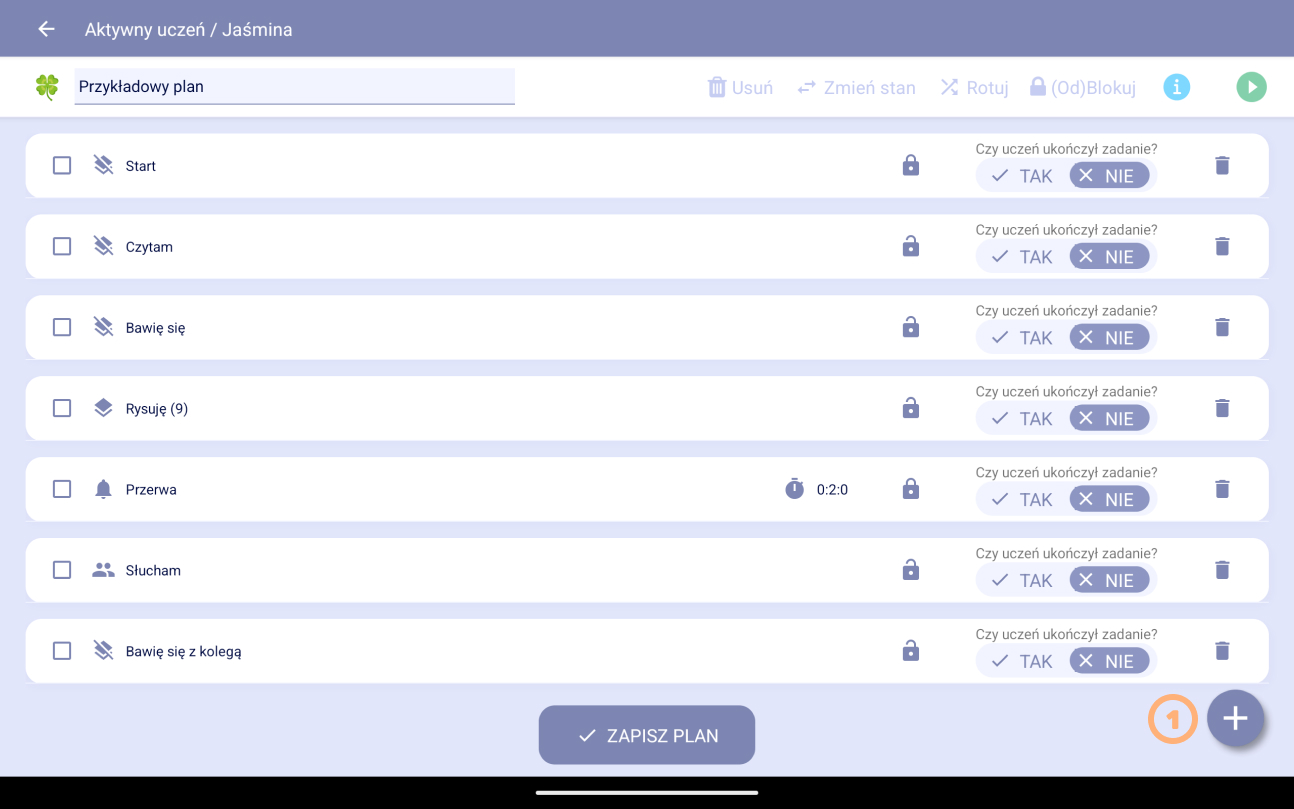 Aktywny uczeń / Jaśmina
Przykładowy plan
Usuń
Zmień stan
Rotuj
(Od)Blokuj
i
Start
Czy uczeń ukończył zadanie?
TAK
NIE
Czytam
Czy uczeń ukończył zadanie?
TAK
NIE
Bawię się
Czy uczeń ukończył zadanie?
TAK
NIE
Rysuję (9)
Czy uczeń ukończył zadanie?
TAK
NIE
Przerwa
0:2:0
Czy uczeń ukończył zadanie?
TAK
NIE
Słucham
Czy uczeń ukończył zadanie?
TAK
NIE
Bawię się z kolegą
Czy uczeń ukończył zadanie?
TAK
NIE
ZAPISZ PLAN
1